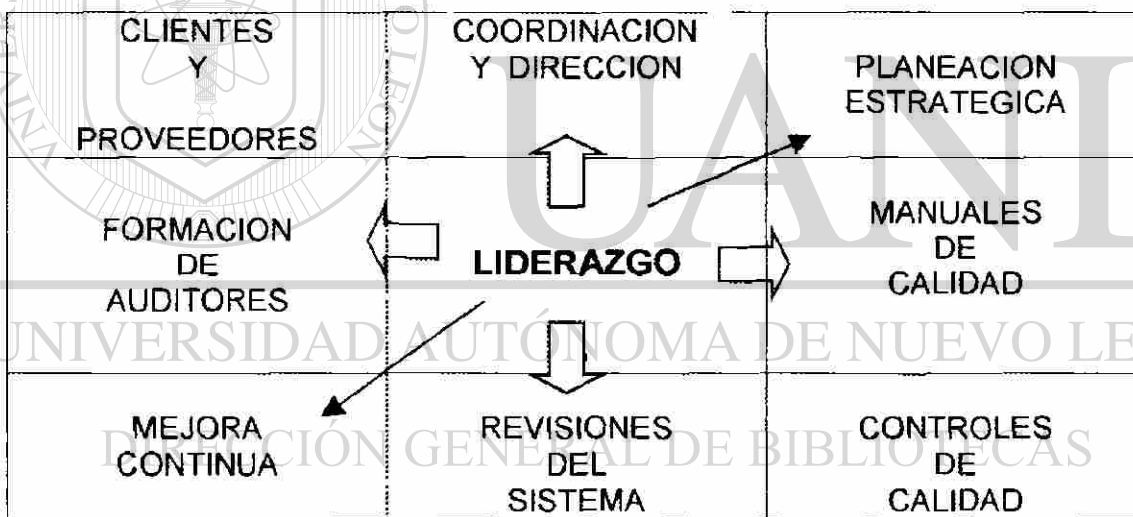 CLIENTES
Y
PROVEEDORES
COORDINACION
Y DIRECCION
PLANEACION
ESTRATEGICA
FORMACION
DE
AUDITORES
LIDERAZGO
MANUALES
DE
CALIDAD
MEJORA
CONTINUA
REVISIONES
DEL
SISTEMA
CONTROLES
DE
CALIDAD
UANL
UNIVERSIDAD AUTÓNOMA DE NUEVO LE
DIRECCIÓN GENERAL DE BIBLIOTECAS